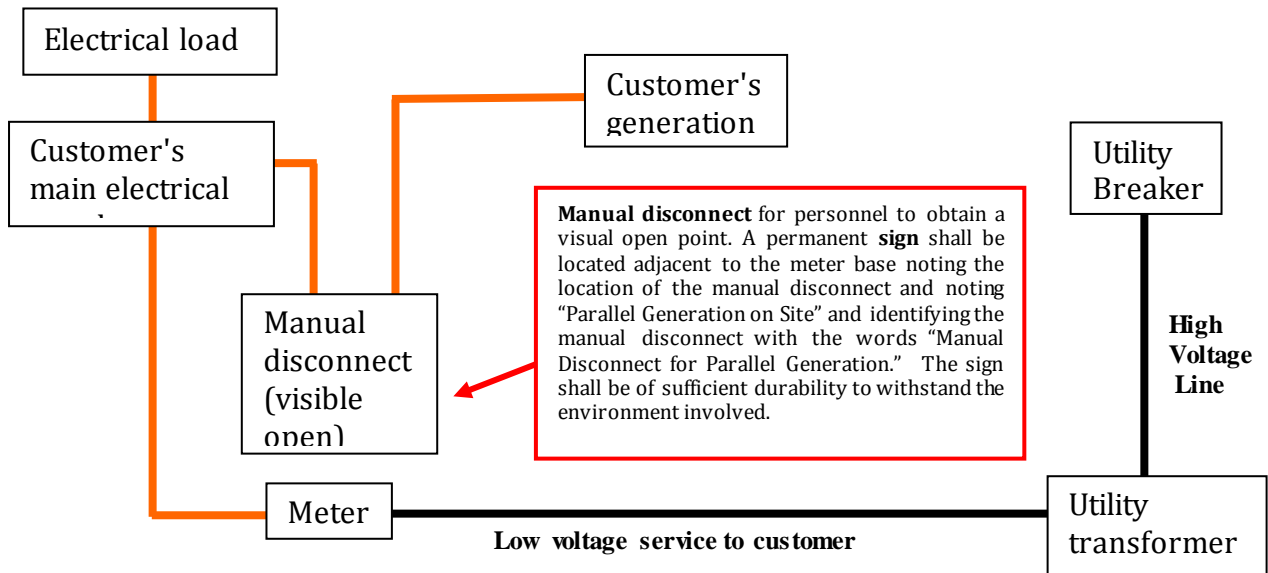 Electrical load
Customer's
generation
Customer's
main electrical
Utility
Breaker
Manual disconnect for personnel to obtain a
visual open point. A permanent sign shall be
located adjacent to the meter base noting the
location of the manual disconnect and noting
“Parallel Generation on Site” and identifying the
manual disconnect with the words “Manual
Disconnect for Parallel Generation.” The sign
shall be of sufficient durability to withstand the
environment involved.
Manual
disconnect
(visible
open)
High
Voltage
Line
Meter
Low voltage service to customer
Utility
transformer